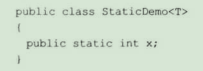 public class StaticDemo<T>
{
public static int x;
}